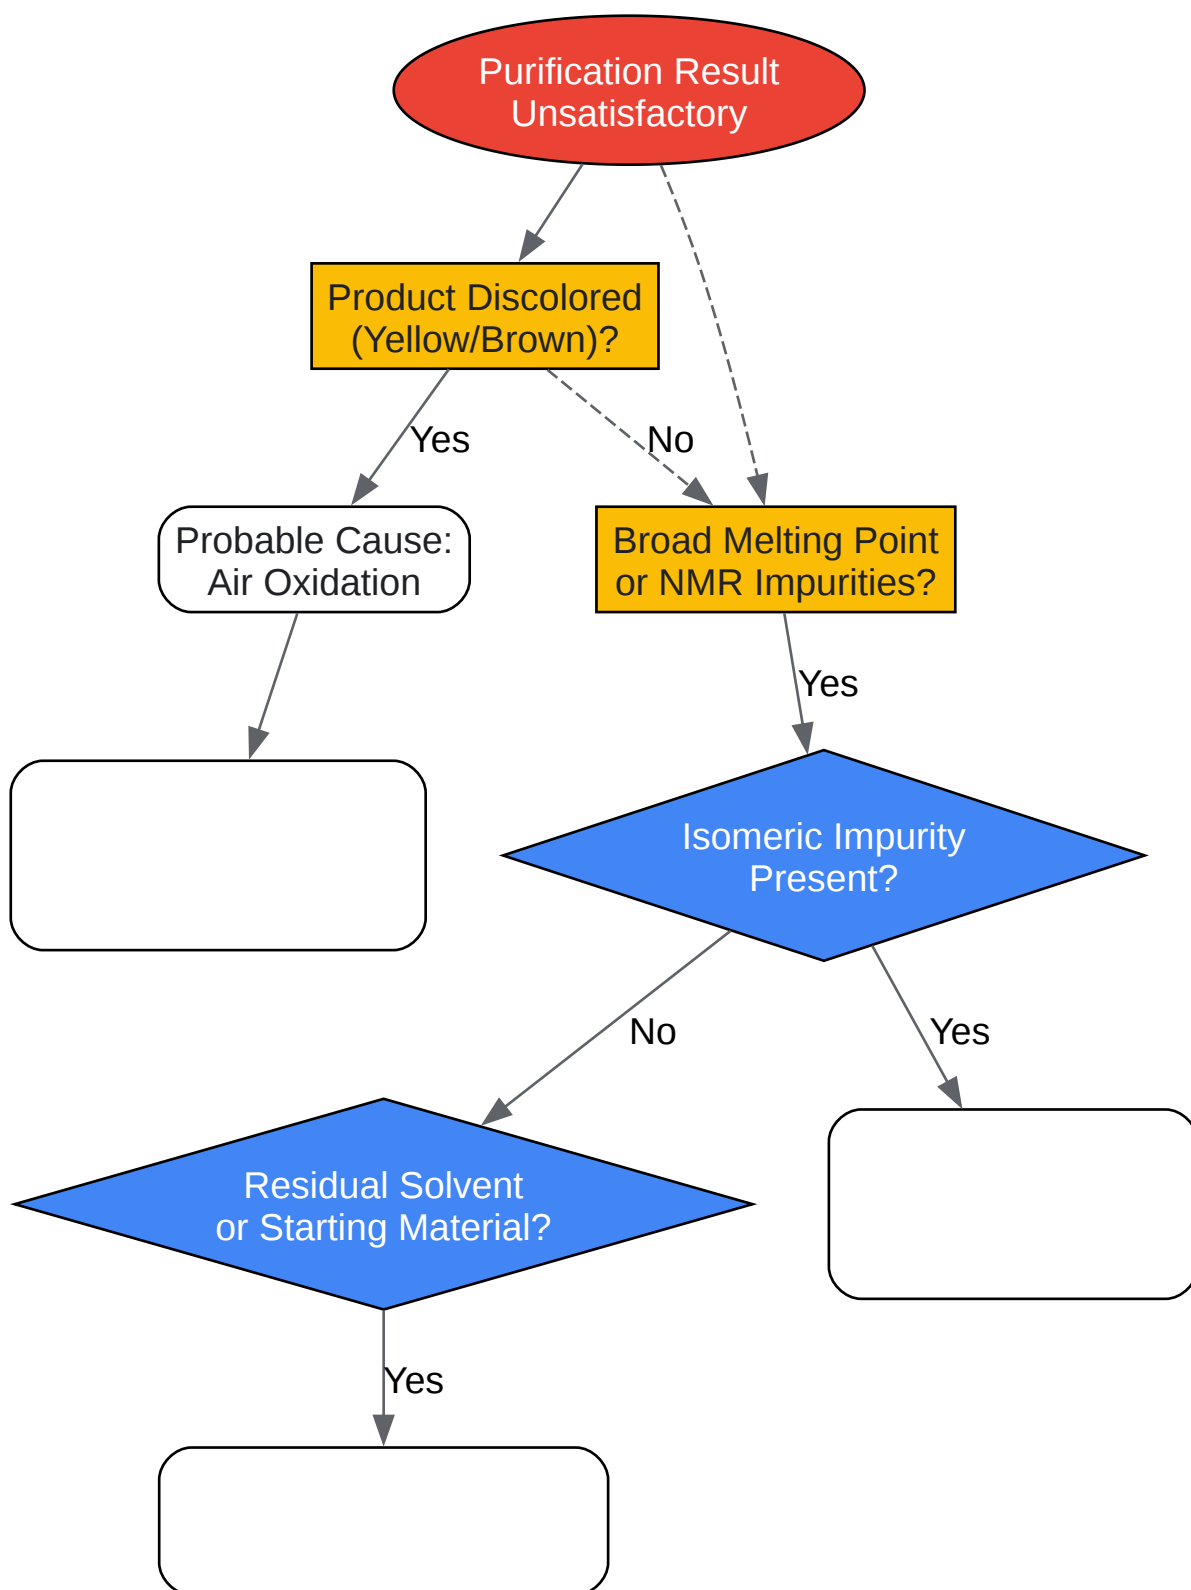 Purification Result
Unsatisfactory
Product Discolored
(Yellow/Brown)?
Yes
No
Probable Cause:
Air Oxidation
Broad Melting Point
or NMR Impurities?
Yes
Isomeric Impurity
Present?
No
Yes
Residual Solvent
or Starting Material?
Yes